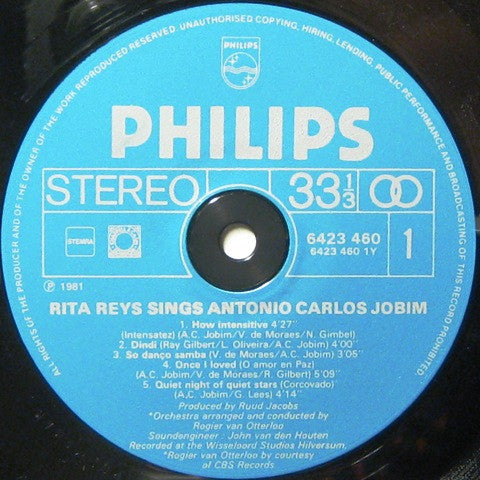 ALL RIGHTS OF THE PRODUCER AND OF THE OWNER OF THE WORK REPRODUCED RESERVED. UNAUTHORISED COPYING, HIRING, LENDING, PUBLIC PERFORMANCE AND BROADCASTING OF THIS RECORD PROHIBITED.
PHILIPS
PHILIPS
STEREO 33 1/3
STEMRA
6423 460
6423 460 1Y
1
℗ 1981
RITA REYS SINGS ANTONIO CARLOS JOBIM
1. How intensitive 4'27"
(Intensatez) (A.C. Jobim/V. de Moraes/N. Gimbel)
2. Dindi (Ray Gilbert/L. Oliveira/A.C. Jobim) 4'00"
3. So danço samba (V. de Moraes/A.C. Jobim) 3'05"
4. Once I loved (O amor en Paz)
(A.C. Jobim/V. de Moraes/R. Gilbert) 5'09"
5. Quiet night of quiet stars (Corcovado)
(A.C. Jobim/G. Lees) 4'14"
Produced by Ruud Jacobs
*Orchestra arranged and conducted by
Rogier van Otterloo
Soundengineer: John van den Houten
Recorded at the Wisseloord Studios Hilversum,
*Rogier van Otterloo by courtesy
of CBS Records